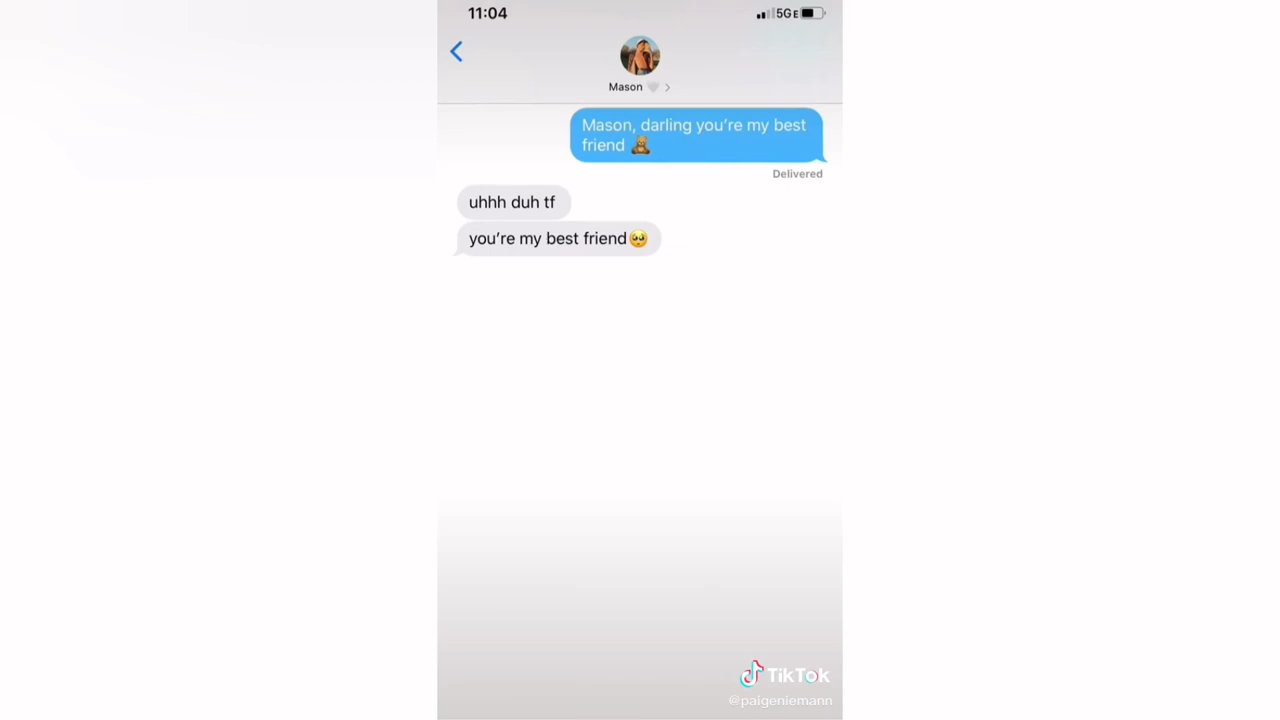 11:04
5GE
Mason 🤍 >
Mason, darling you're my best
friend 🧸
Delivered
uhhh duh tf
you're my best friend🥺
TikTok
@paigeniemann